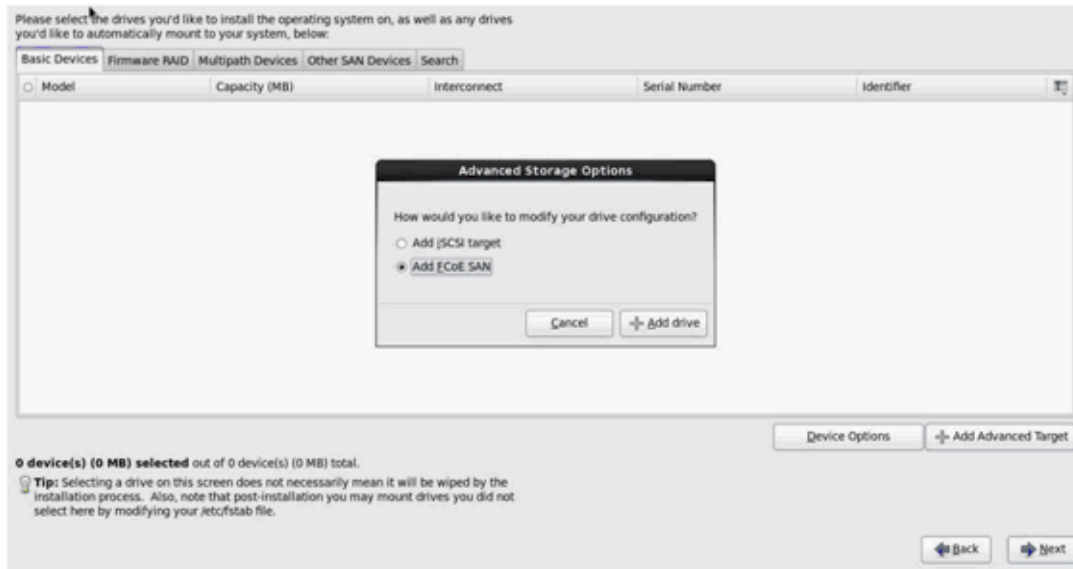 Please select the drives you'd like to install the operating system on, as well as any drives
you'd like to automatically mount to your system, below:
Basic Devices Firmware RAID Multipath Devices Other SAN Devices Search
Model Capacity (MB) Interconnect Serial Number Identifier
Advanced Storage Options
How would you like to modify your drive configuration?
Add iSCSI target
Add FCoE SAN
Cancel Add drive
Device Options Add Advanced Target
0 device(s) (0 MB) selected out of 0 device(s) (0 MB) total.
Tip: Selecting a drive on this screen does not necessarily mean it will be wiped by the
installation process. Also, note that post-installation you may mount drives you did not
select here by modifying your /etc/fstab file.
Back Next